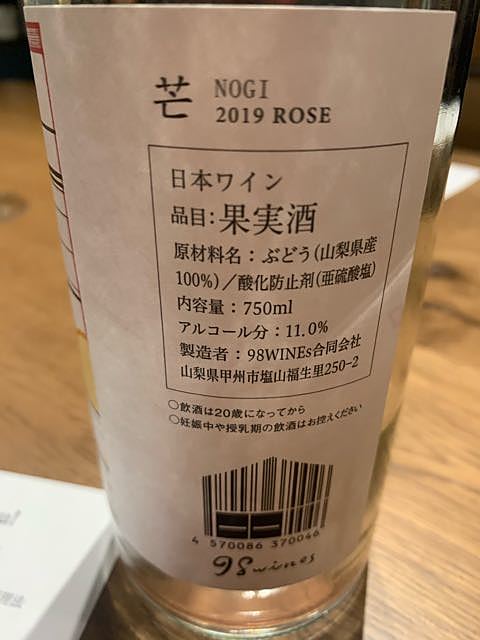 芒 NOGI
2019 ROSE
日本ワイン
品目:果実酒
原材料名:ぶどう(山梨県産
100%)/酸化防止剤(亜硫酸塩)
内容量:750ml
アルコール分:11.0%
製造者:98WINEs合同会社
山梨県甲州市塩山福生里250-2
○飲酒は20歳になってから
○妊娠中や授乳期の飲酒はお控えください
4 570086 370046
98wines